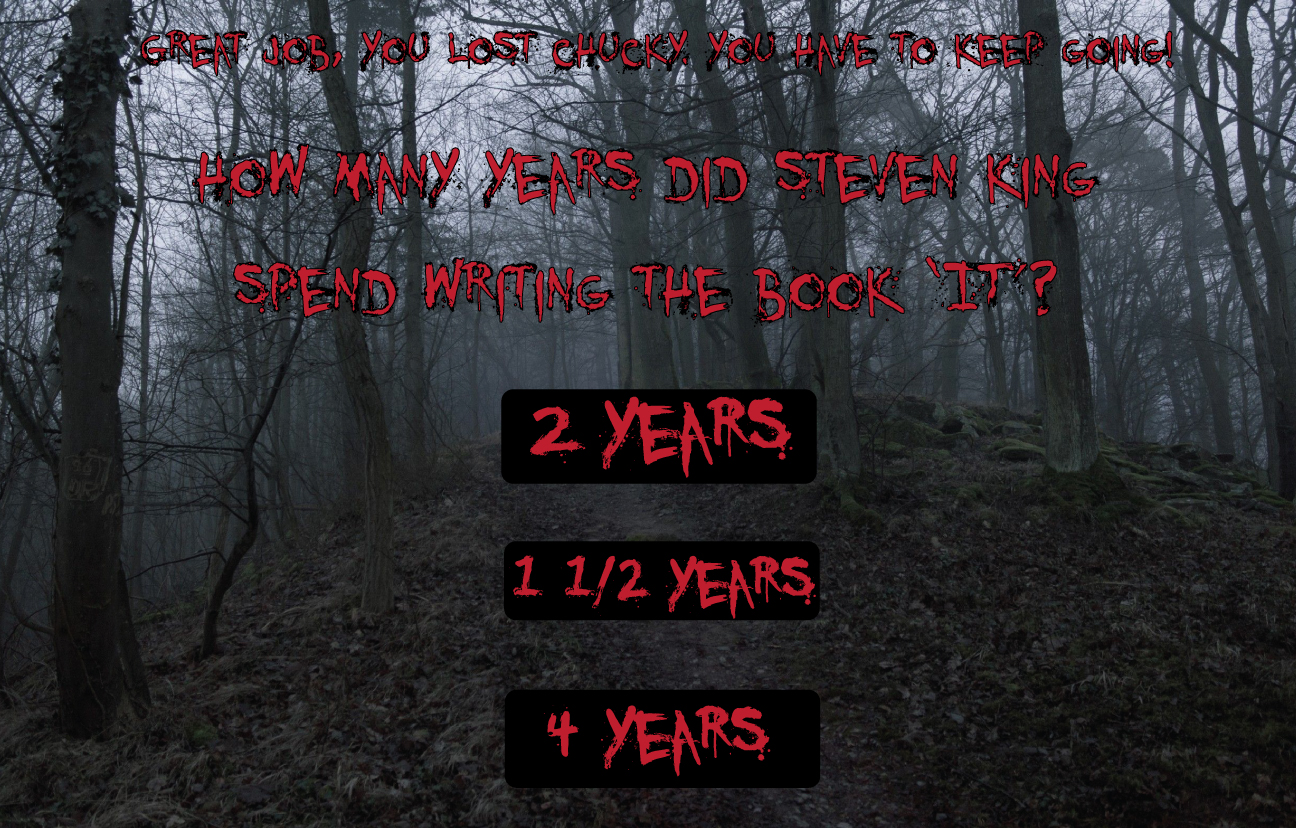 GREAT JOB, YOU LOST CHUCKY. YOU HAVE TO KEEP GOING!
HOW MANY YEARS DID STEVEN KING
SPEND WRITING THE BOOK 'IT'?
2 YEARS
1 1/2 YEARS
4 YEARS